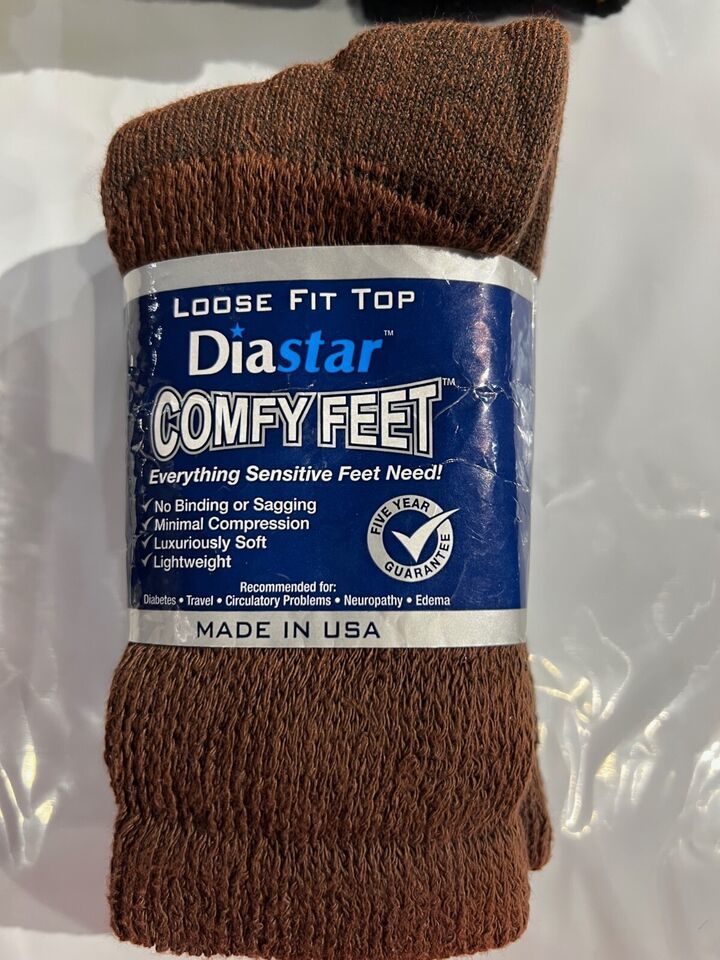 LOOSE FIT TOP
Diastar™
COMFY FEET™
Everything Sensitive Feet Need!
✓No Binding or Sagging
✓Minimal Compression
✓Luxuriously Soft
✓Lightweight
FIVE YEAR
GUARANTEE
Recommended for:
Diabetes • Travel • Circulatory Problems • Neuropathy • Edema
MADE IN USA